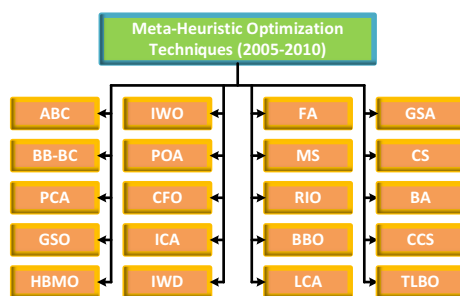 Meta-Heuristic Optimization
Techniques (2005-2010)
ABC
IWO
FA
GSA
BB-BC
POA
MS
CS
PCA
CFO
RIO
BA
GSO
ICA
BBO
CCS
HBMO
IWD
LCA
TLBO